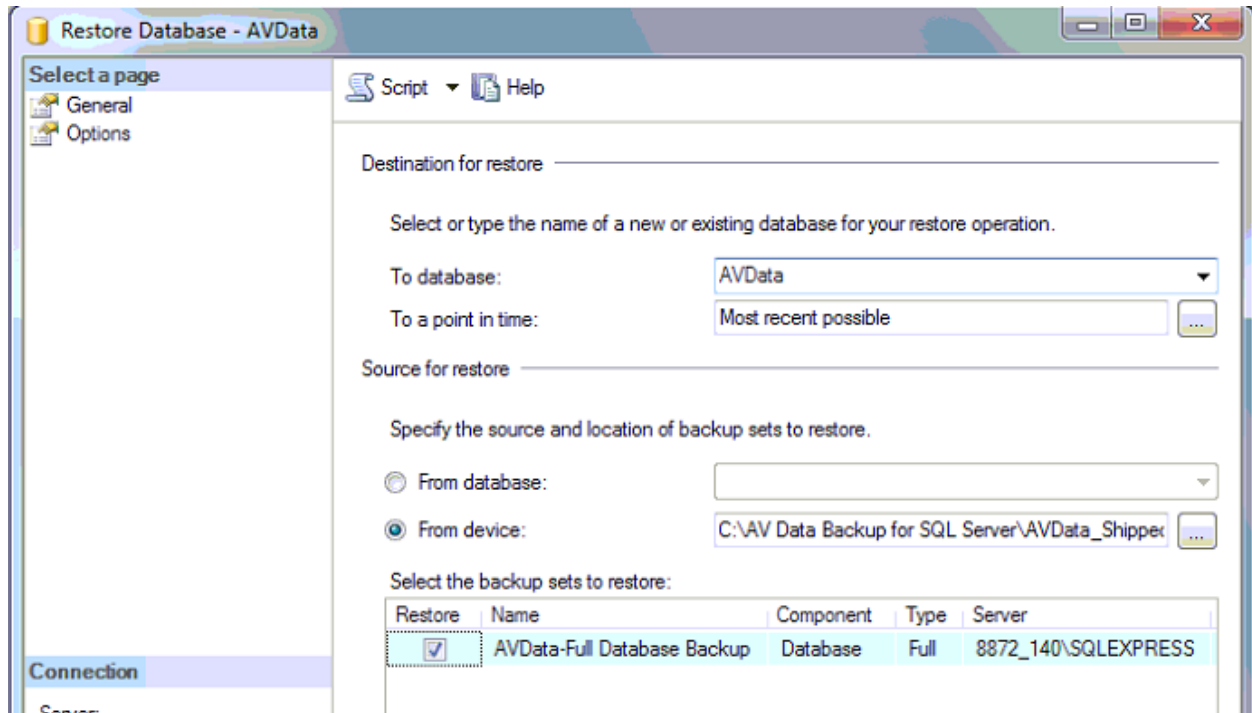 Restore Database - AVData
Select a page
General
Options
Script Help
Destination for restore
Select or type the name of a new or existing database for your restore operation.
To database: AVData
To a point in time: Most recent possible ...
Source for restore
Specify the source and location of backup sets to restore.
From database:
From device: C:\AV Data Backup for SQL Server\AVData_Shipped ...
Select the backup sets to restore:
Restore Name Component Type Server
AVData-Full Database Backup Database Full 8872_140\SQLEXPRESS
Connection
Server: